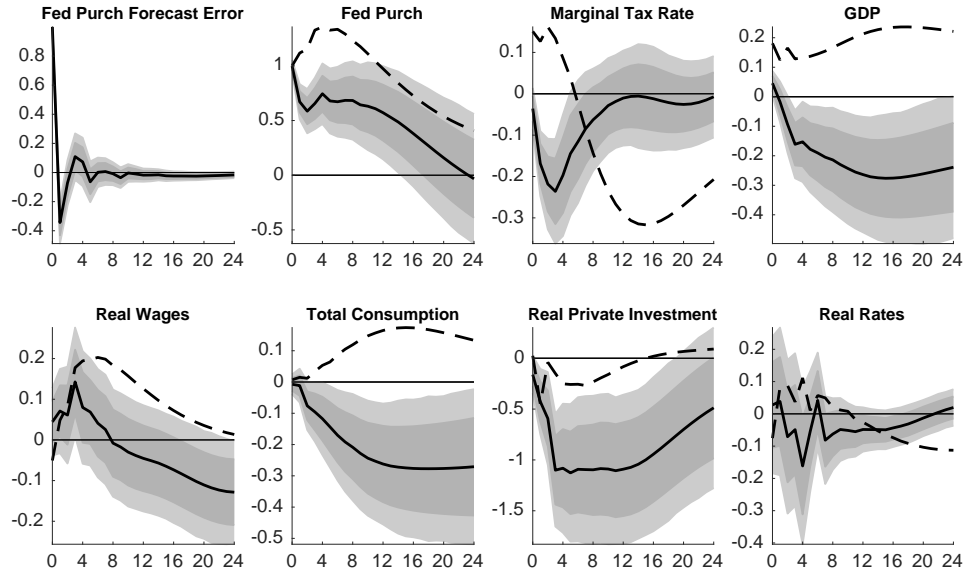 Fed Purch Forecast Error
1
0.8
0.6
0.4
0.2
0
-0.2
-0.4
0 4 8 12 16 20 24
Fed Purch
1
0.5
0
-0.5
0 4 8 12 16 20 24
Marginal Tax Rate
0.1
0
-0.1
-0.2
-0.3
0 4 8 12 16 20 24
GDP
0.2
0.1
0
-0.1
-0.2
-0.3
-0.4
0 4 8 12 16 20 24
Real Wages
0.2
0.1
0
-0.1
-0.2
0 4 8 12 16 20 24
Total Consumption
0.1
0
-0.1
-0.2
-0.3
-0.4
-0.5
0 4 8 12 16 20 24
Real Private Investment
0
-0.5
-1
-1.5
0 4 8 12 16 20 24
Real Rates
0.2
0.1
0
-0.1
-0.2
-0.3
-0.4
0 4 8 12 16 20 24